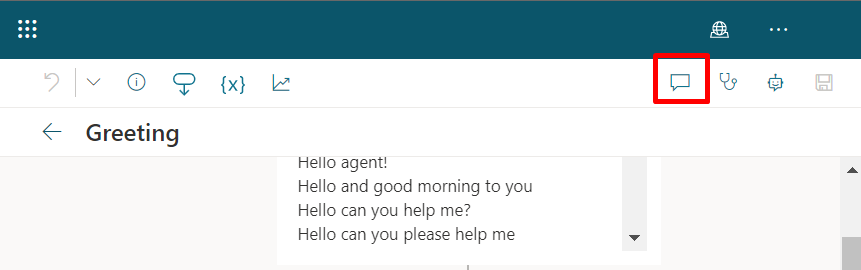 {x}
Greeting
Hello agent!
Hello and good morning to you
Hello can you help me?
Hello can you please help me